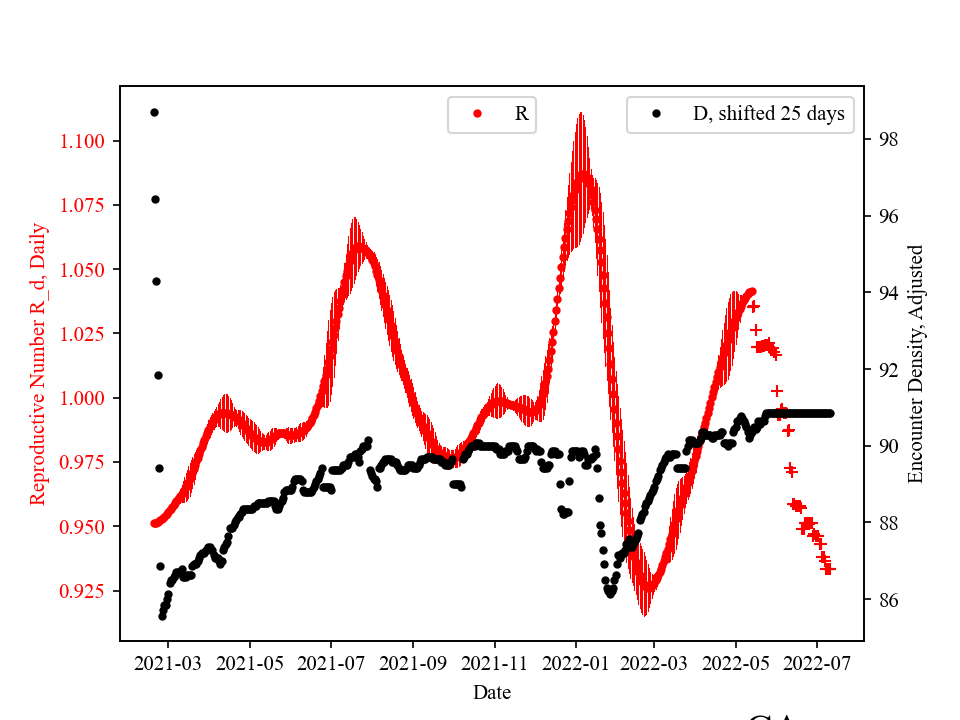 R
D, shifted 25 days
1.100
1.075
1.050
1.025
1.000
0.975
0.950
0.925
Reproductive Number R_d, Daily
98
96
94
92
90
88
86
Encounter Density, Adjusted
2021-03 2021-05 2021-07 2021-09 2021-11 2022-01 2022-03 2022-05 2022-07
Date